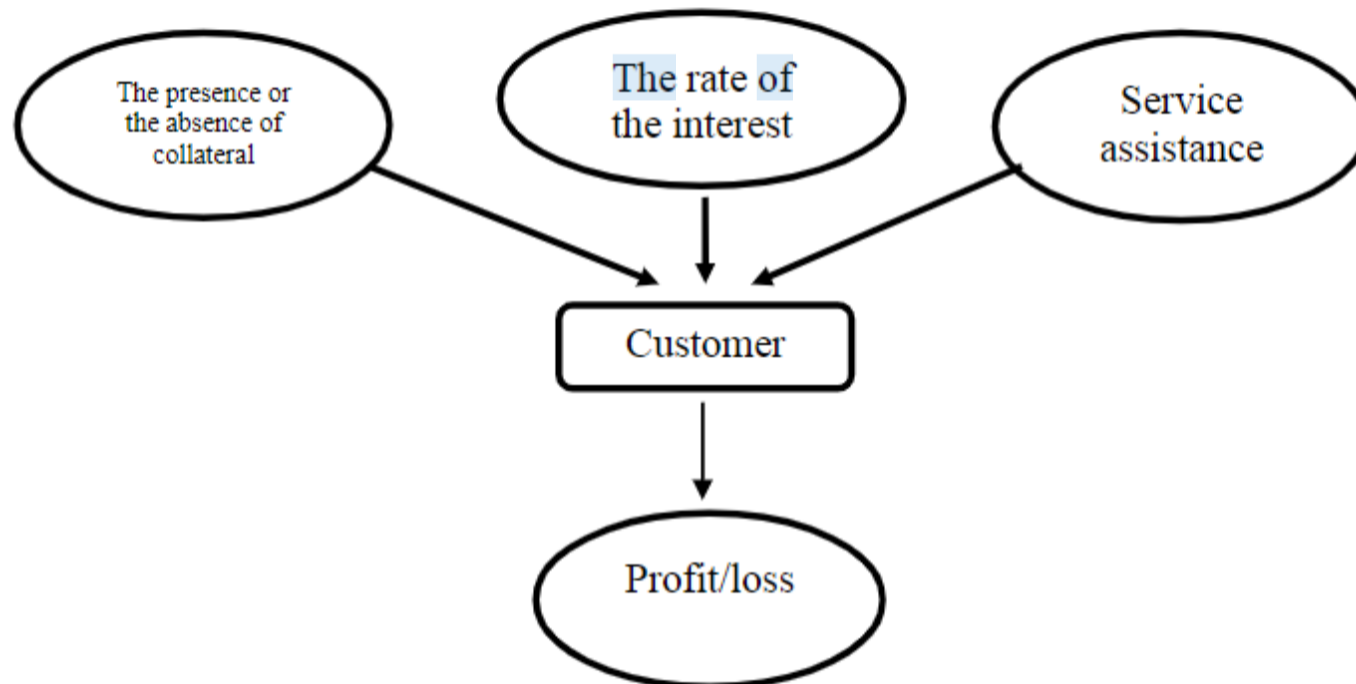 The presence or
the absence of
collateral
The rate of
the interest
Service
assistance
Customer
Profit/loss